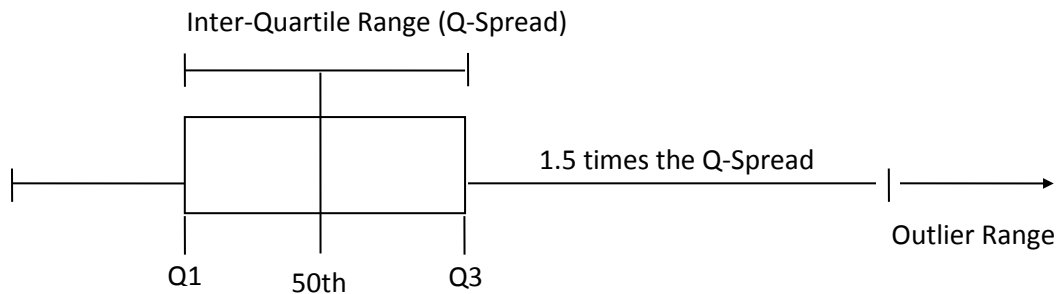 Inter-Quartile Range (Q-Spread)
1.5 times the Q-Spread
Outlier Range
Q1
50th
Q3